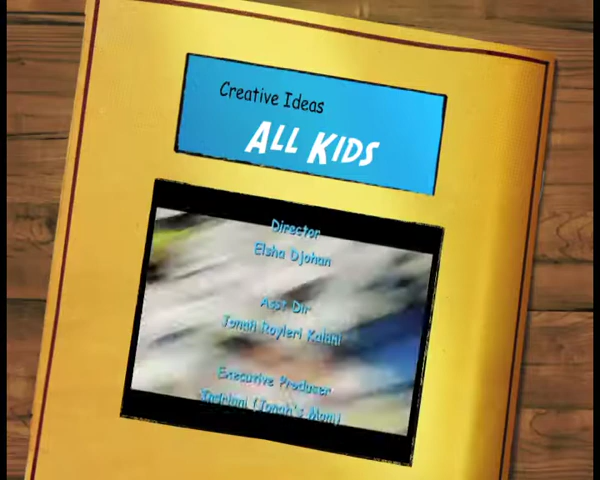 Creative Ideas
ALL KIDS
Director
Elsha Djohan
Asst Dir
Jonah Royleri Kalani
Executive Producer
(Jonah's Mom)